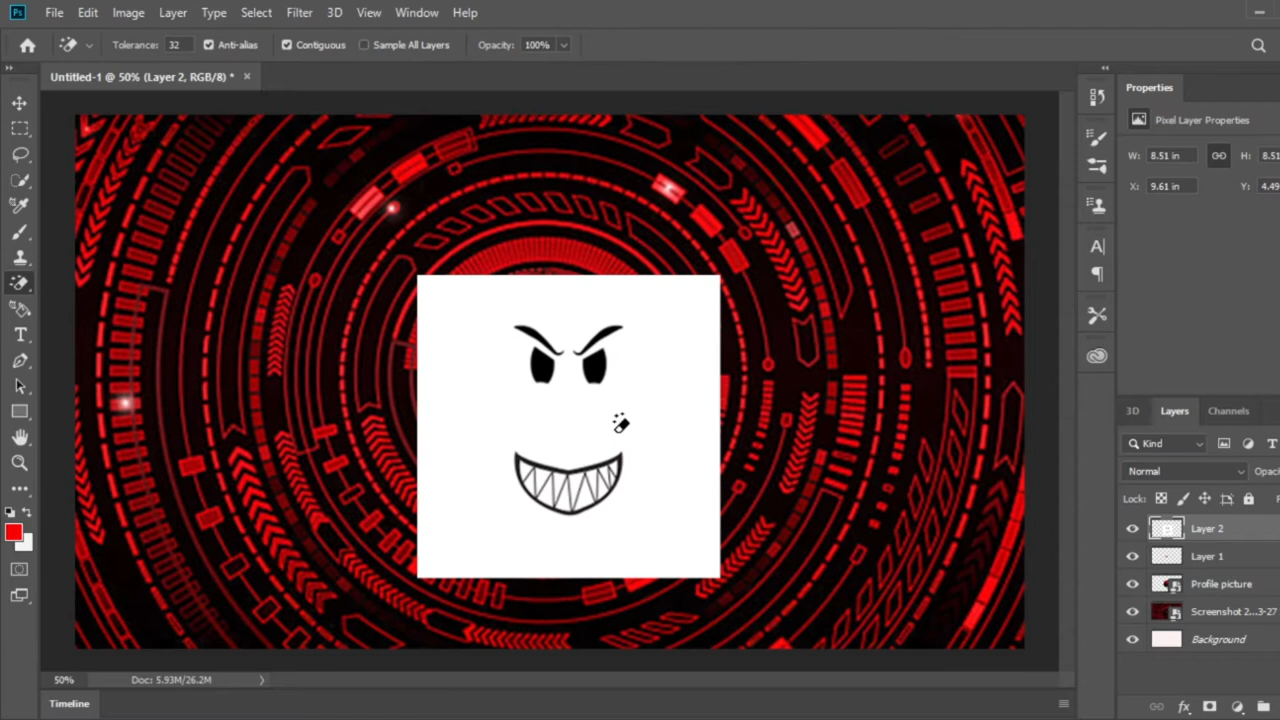 Ps File Edit Image Layer Type Select Filter 3D View Window Help
Tolerance: 32 Anti-alias Contiguous Sample All Layers Opacity: 100%
Untitled-1 @ 50% (Layer 2, RGB/8) * ×
Properties
Pixel Layer Properties
W: 8.51 in H: 8.51
X: 9.61 in Y: 4.49
3D Layers Channels
Kind
Normal Opac
Lock:
Layer 2
Layer 1
Profile picture
Screenshot 2...3-27
Background
50% Doc: 5.93M/26.2M
Timeline